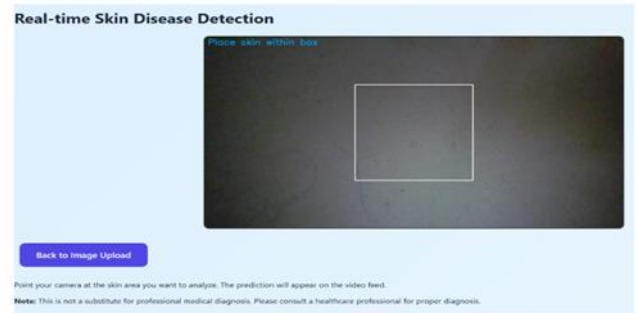 Real-time Skin Disease Detection
Place skin within box
Back to Image Upload
Point your camera at the skin area you want to analyze. The prediction will appear on the video feed.
Note: This is not a substitute for professional medical diagnosis. Please consult a healthcare professional for proper diagnosis.